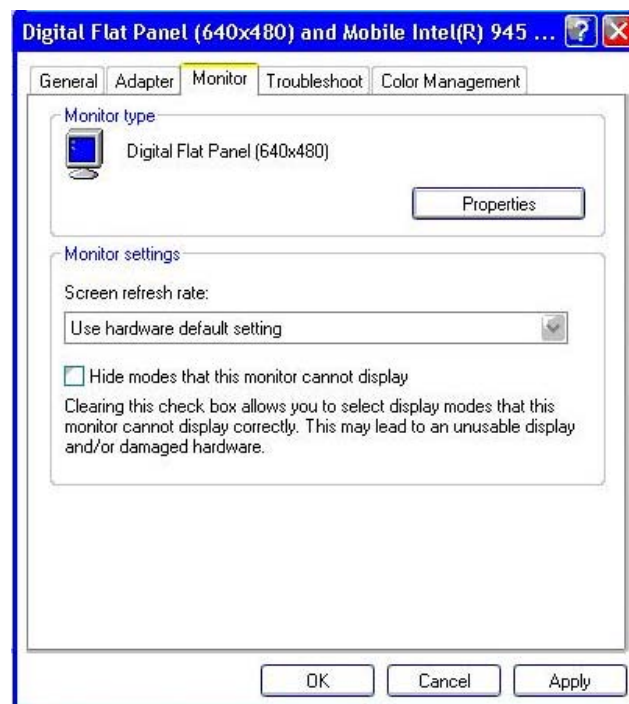 Digital Flat Panel (640x480) and Mobile Intel(R) 945 ...
General Adapter Monitor Troubleshoot Color Management
Monitor type
Digital Flat Panel (640x480)
Properties
Monitor settings
Screen refresh rate:
Use hardware default setting
Hide modes that this monitor cannot display
Clearing this check box allows you to select display modes that this
monitor cannot display correctly. This may lead to an unusable display
and/or damaged hardware.
OK Cancel Apply